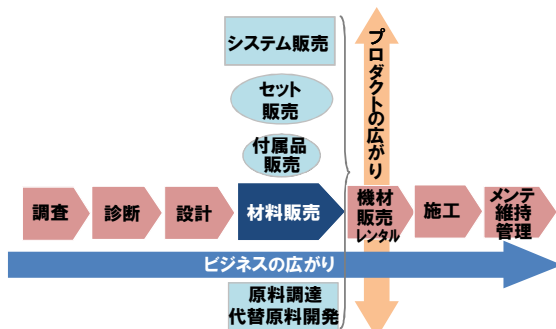 システム販売
セット
販売
付属品
販売
プロダクトの広がり
調査
診断
設計
材料販売
機材
販売
レンタル
施工
メンテ
維持
管理
ビジネスの広がり
原料調達
代替原料開発